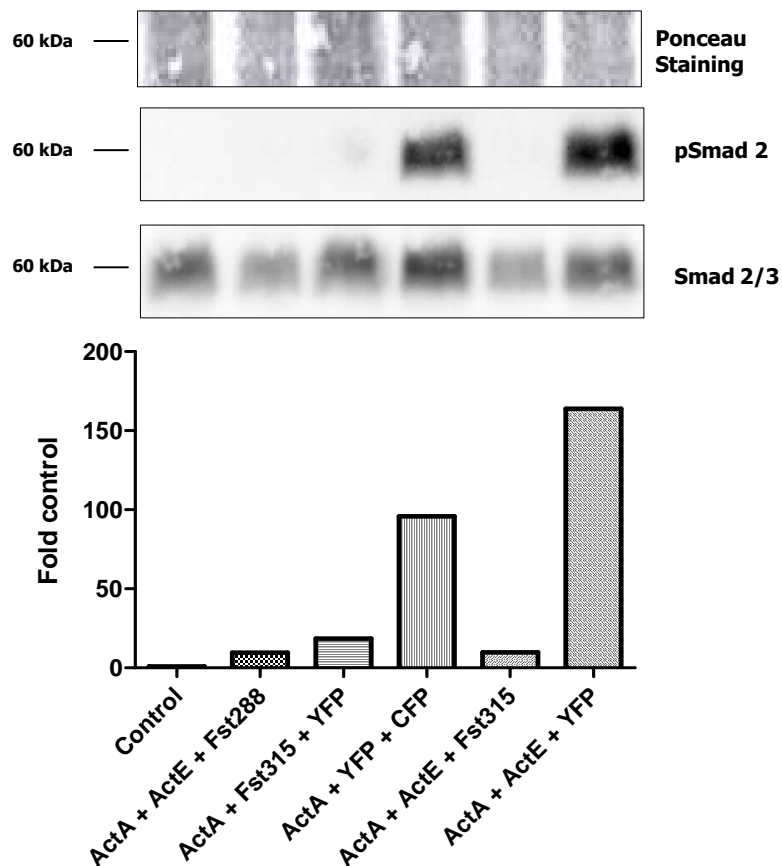 60 kDa
Ponceau
Staining
60 kDa
pSmad 2
60 kDa
Smad 2/3
200
150
100
50
0
Fold control
Control
ActA + ActE + Fst288
ActA + Fst315 + YFP
ActA + YFP + CFP
ActA + ActE + Fst315
ActA + ActE + YFP